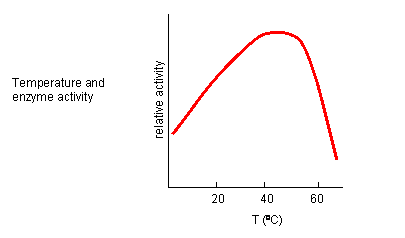 Temperature and
enzyme activity
relative activity
20 40 60
T (ºC)